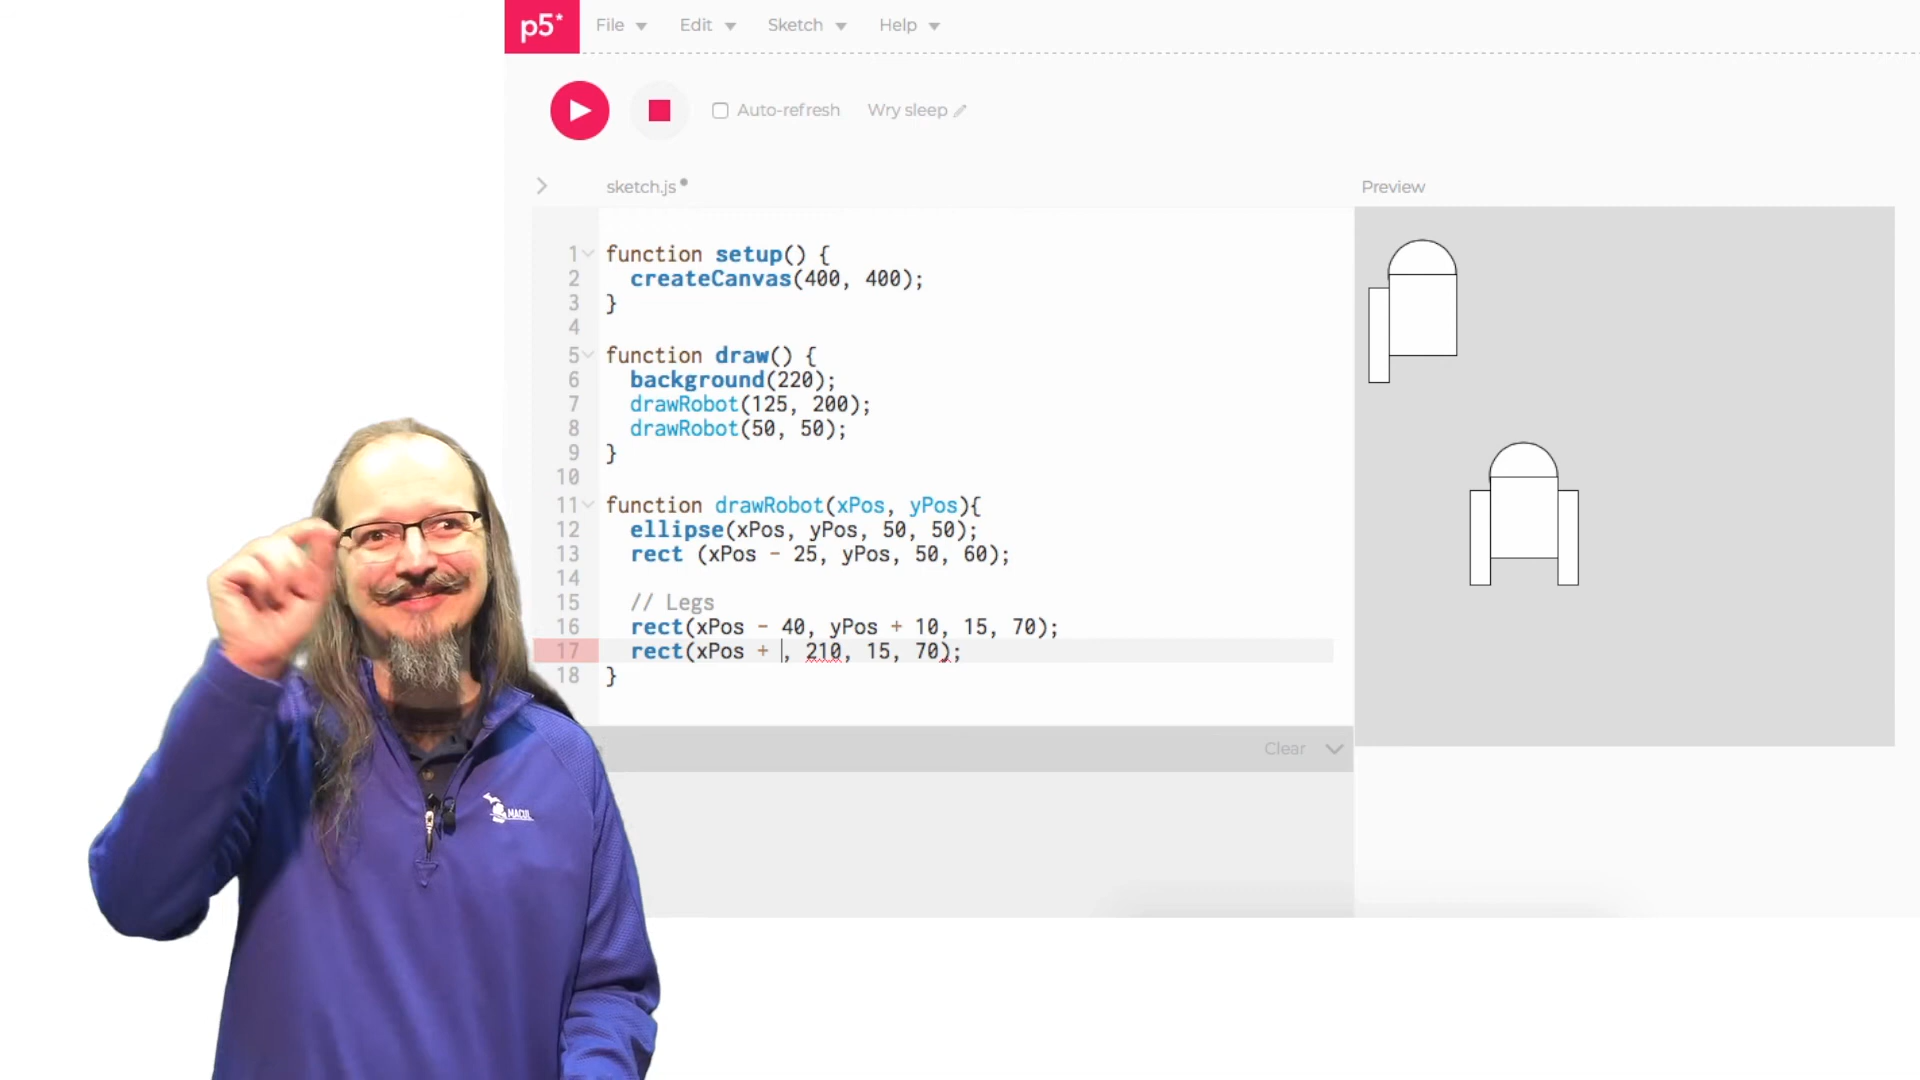 p5*
File
Edit
Sketch
Help
Auto-refresh
Wry sleep
sketch.js
Preview
1 function setup() {
2 createCanvas(400, 400);
3 }
4
5 function draw() {
6 background(220);
7 drawRobot(125, 200);
8 drawRobot(50, 50);
9 }
10
11 function drawRobot(xPos, yPos){
12 ellipse(xPos, yPos, 50, 50);
13 rect (xPos - 25, yPos, 50, 60);
14
15 // Legs
16 rect(xPos - 40, yPos + 10, 15, 70);
17 rect(xPos + , 210, 15, 70);
18 }
Clear
MACUL